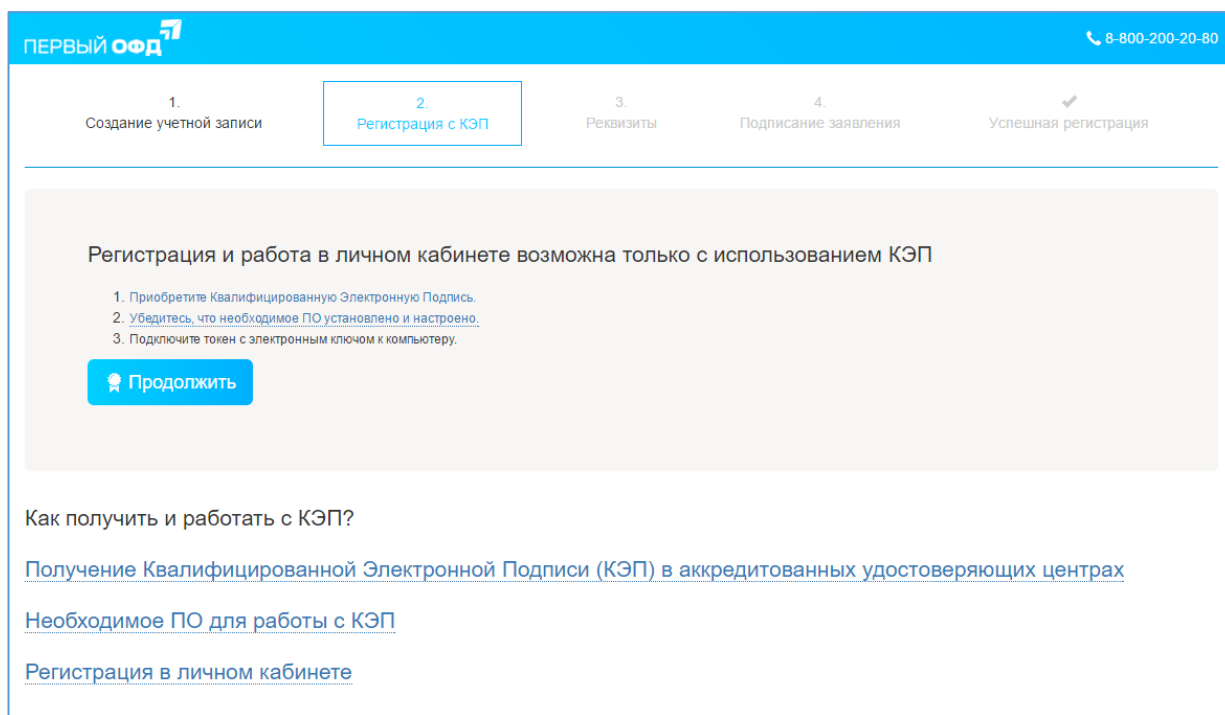 ПЕРВЫЙ ОФД
8-800-200-20-80
1.
Создание учетной записи
2.
Регистрация с КЭП
3.
Реквизиты
4.
Подписание заявления
Успешная регистрация
Регистрация и работа в личном кабинете возможна только с использованием КЭП
1. Приобретите Квалифицированную Электронную Подпись.
2. Убедитесь, что необходимое ПО установлено и настроено.
3. Подключите токен с электронным ключом к компьютеру.
Продолжить
Как получить и работать с КЭП?
Получение Квалифицированной Электронной Подписи (КЭП) в аккредитованных удостоверяющих центрах
Необходимое ПО для работы с КЭП
Регистрация в личном кабинете